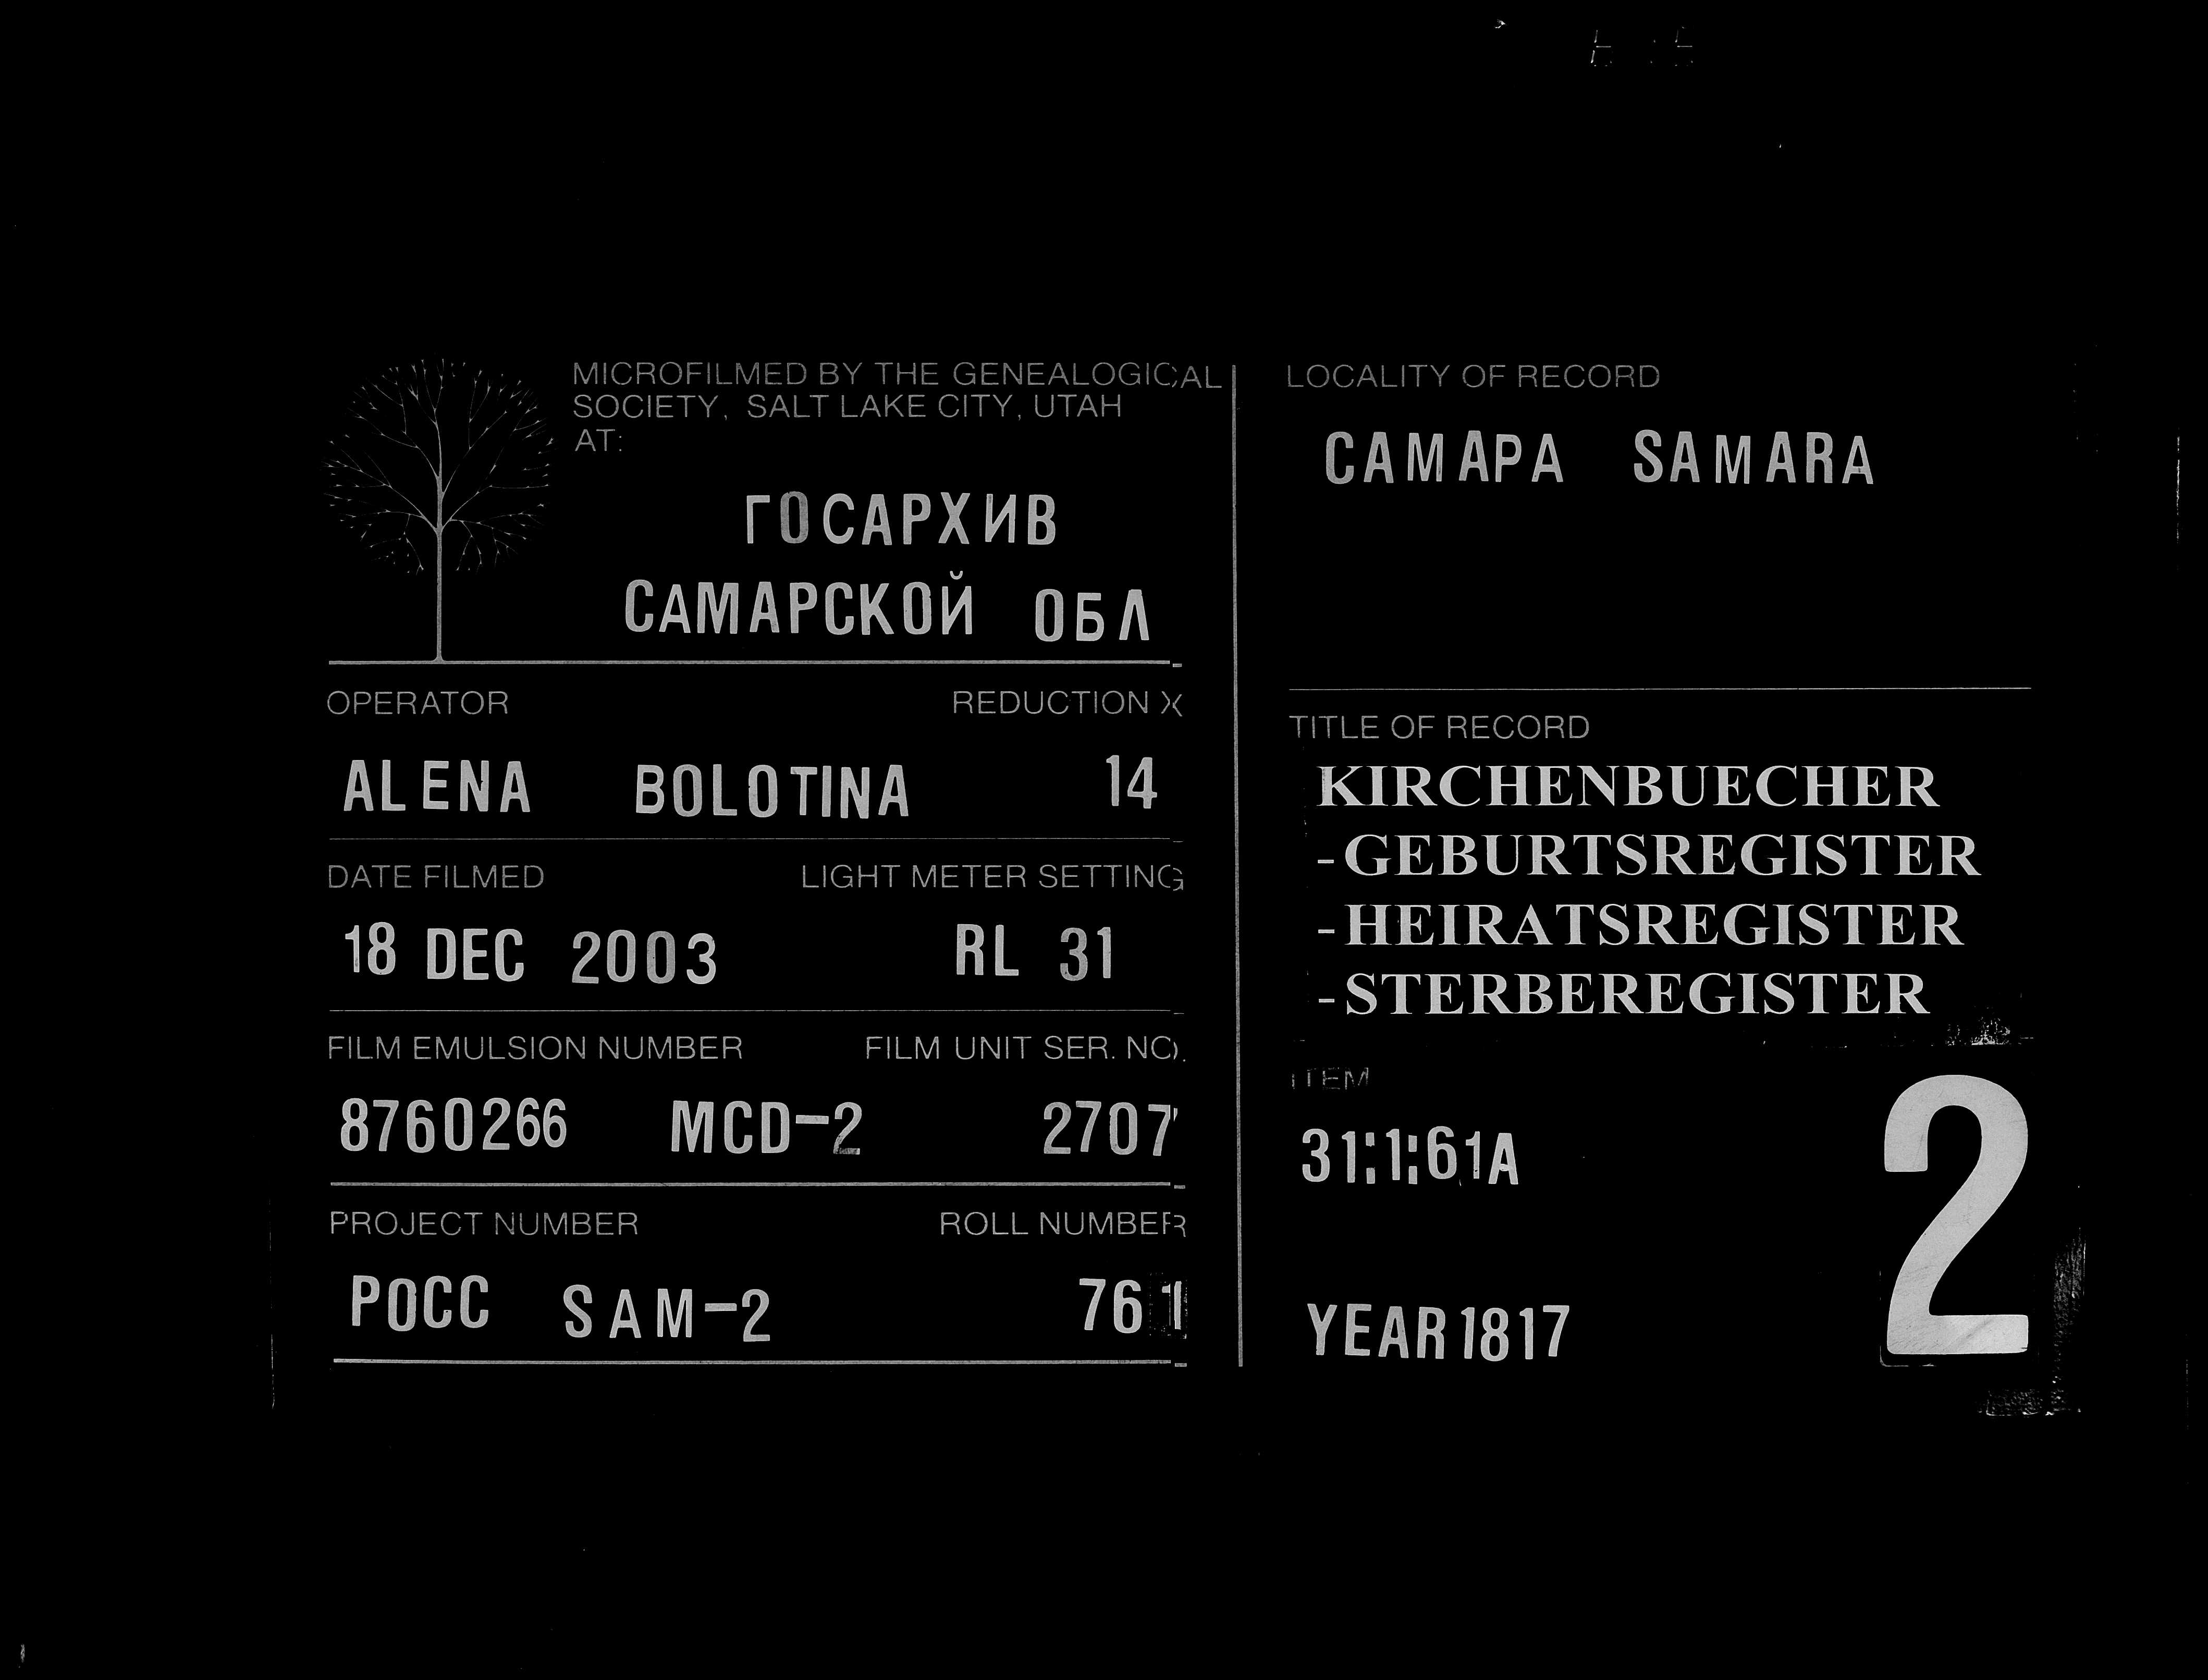 MICROFILMED BY THE GENEALOGICAL
SOCIETY, SALT LAKE CITY, UTAH
AT:
ГОСАРХИВ
САМАРСКОЙ ОБЛ
OPERATOR REDUCTION X
ALENA BOLOTINA 14
DATE FILMED LIGHT METER SETTING
18 DEC 2003 RL 31
FILM EMULSION NUMBER FILM UNIT SER. NO.
8760266 MCD-2 2707
PROJECT NUMBER ROLL NUMBER
РОСС SAM-2 761
LOCALITY OF RECORD
САМАРА SAMARA
TITLE OF RECORD
KIRCHENBUECHER
-GEBURTSREGISTER
-HEIRATSREGISTER
-STERBEREGISTER
ITEM
31:1:61A
2
YEAR 1817